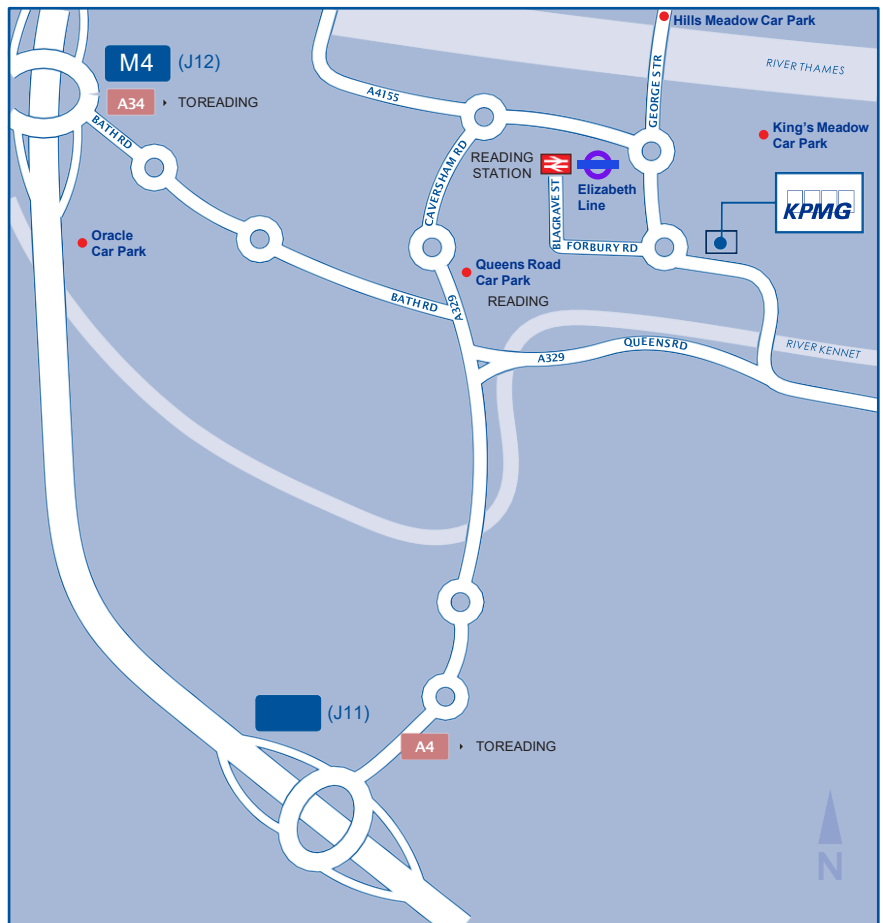 Hills Meadow Car Park
M4 (J12)
RIVER THAMES
A34 TOREADING
A4155
GEORGE STR
BATH RD
King's Meadow
Car Park
READING
STATION
CAVERSHAM RD
Elizabeth
Line
BLAGRAVE ST
KPMG
Oracle
Car Park
FORBURY RD
Queens Road
Car Park
BATH RD
A329
READING
A329
QUEENSRD
RIVER KENNET
(J11)
A4 TOREADING
N